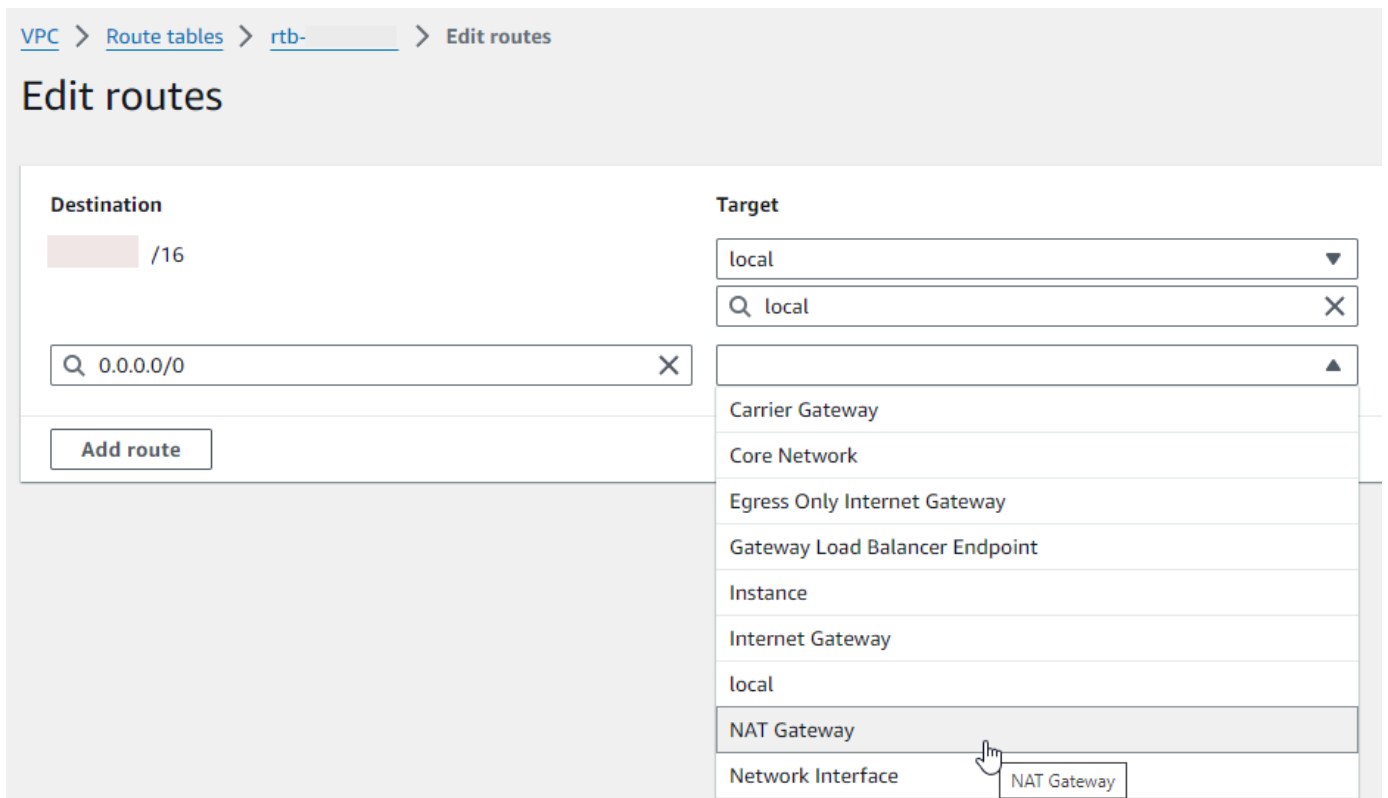 VPC > Route tables > rtb- > Edit routes
Edit routes
Destination
Target
/16
local
local
0.0.0.0/0
Carrier Gateway
Add route
Core Network
Egress Only Internet Gateway
Gateway Load Balancer Endpoint
Instance
Internet Gateway
local
NAT Gateway
Network Interface
NAT Gateway